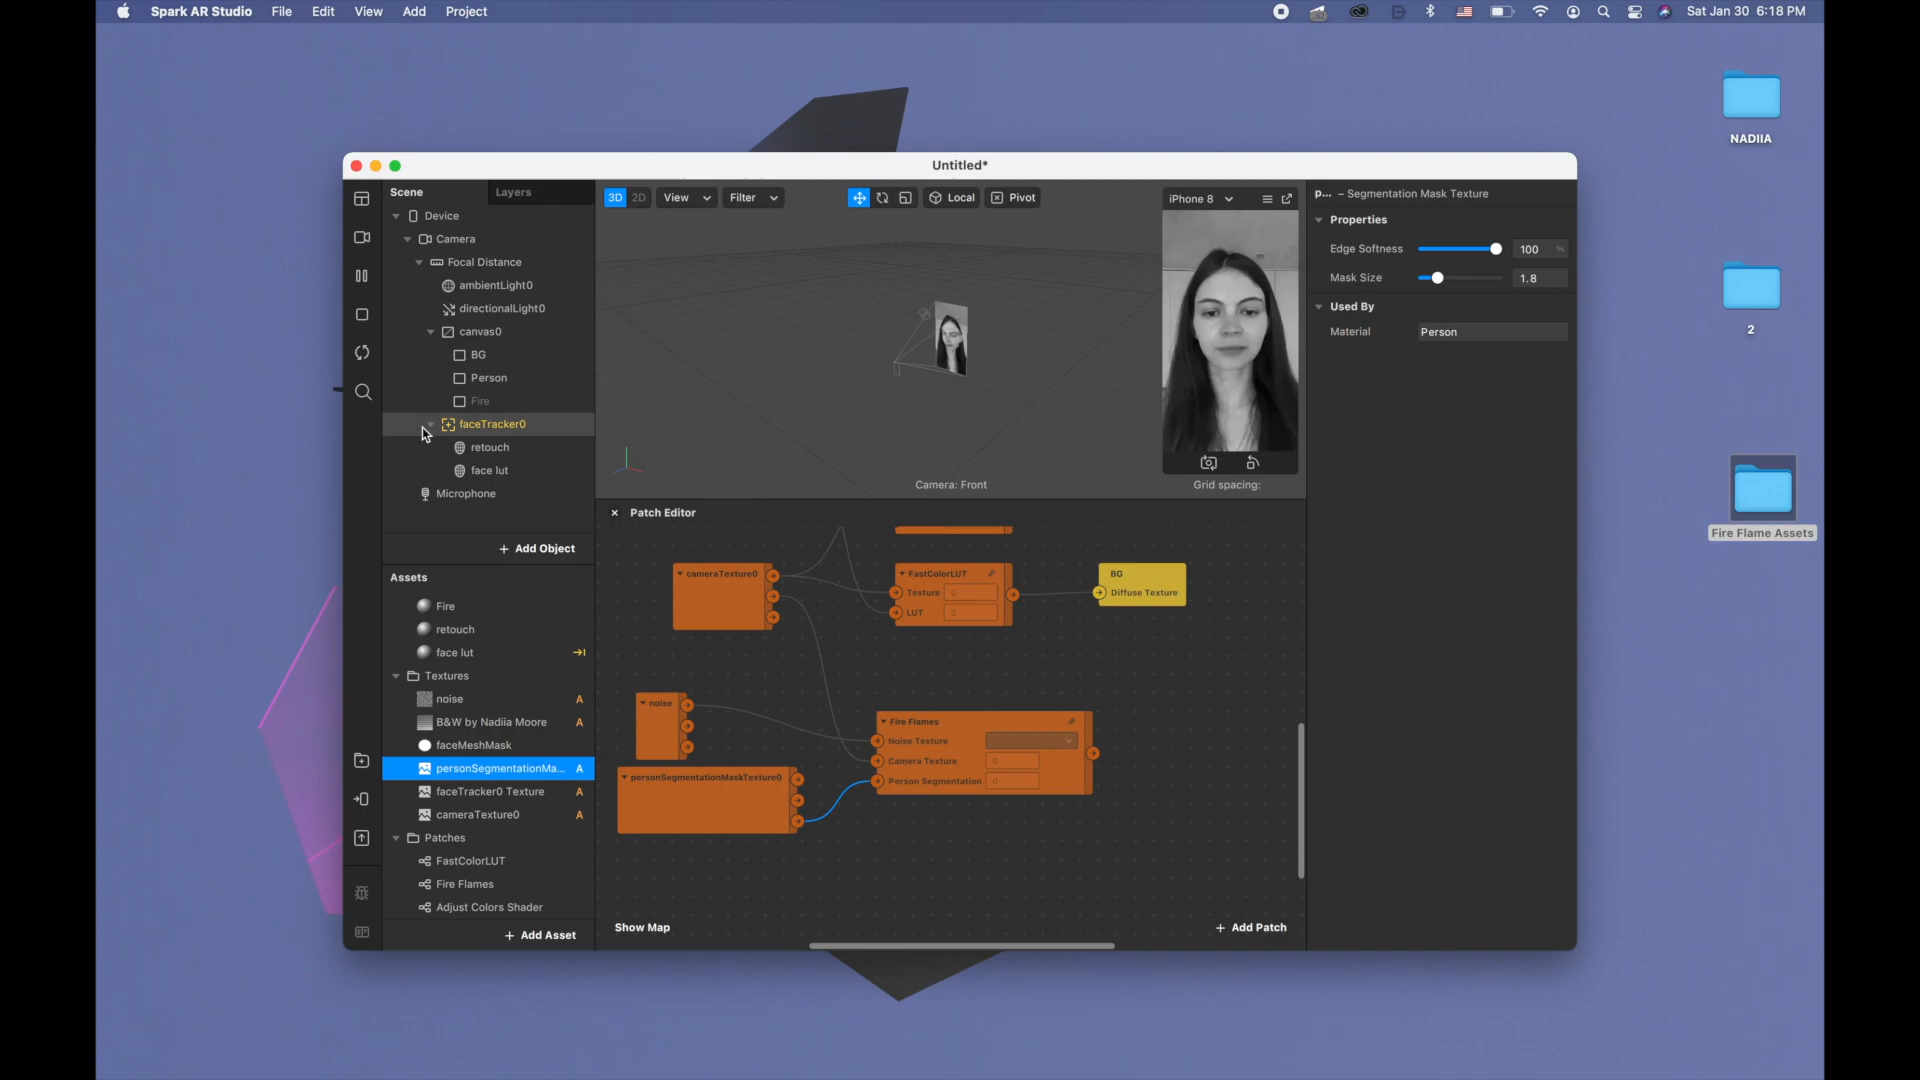 Spark AR Studio File Edit View Add Project
Sat Jan 30 6:18 PM
NADIIA
2
Fire Flame Assets
Untitled*
Scene Layers
Device
Camera
Focal Distance
ambientLight0
directionalLight0
canvas0
BG
Person
Fire
faceTracker0
retouch
face lut
Microphone
+ Add Object
Assets
Fire
retouch
face lut
Textures
noise A
B&W by Nadiia Moore A
faceMeshMask
personSegmentationMa... A
faceTracker0 Texture A
cameraTexture0 A
Patches
FastColorLUT
Fire Flames
Adjust Colors Shader
+ Add Asset
3D 2D View Filter Local Pivot
iPhone 8
Camera: Front
Grid spacing:
Patch Editor
cameraTexture0
FastColorLUT
Texture 0
LUT 0
BG
Diffuse Texture
noise
personSegmentationMaskTexture0
Fire Flames
Noise Texture
Camera Texture 0
Person Segmentation 0
Show Map
+ Add Patch
p... – Segmentation Mask Texture
Properties
Edge Softness 100 %
Mask Size 1.8
Used By
Material Person